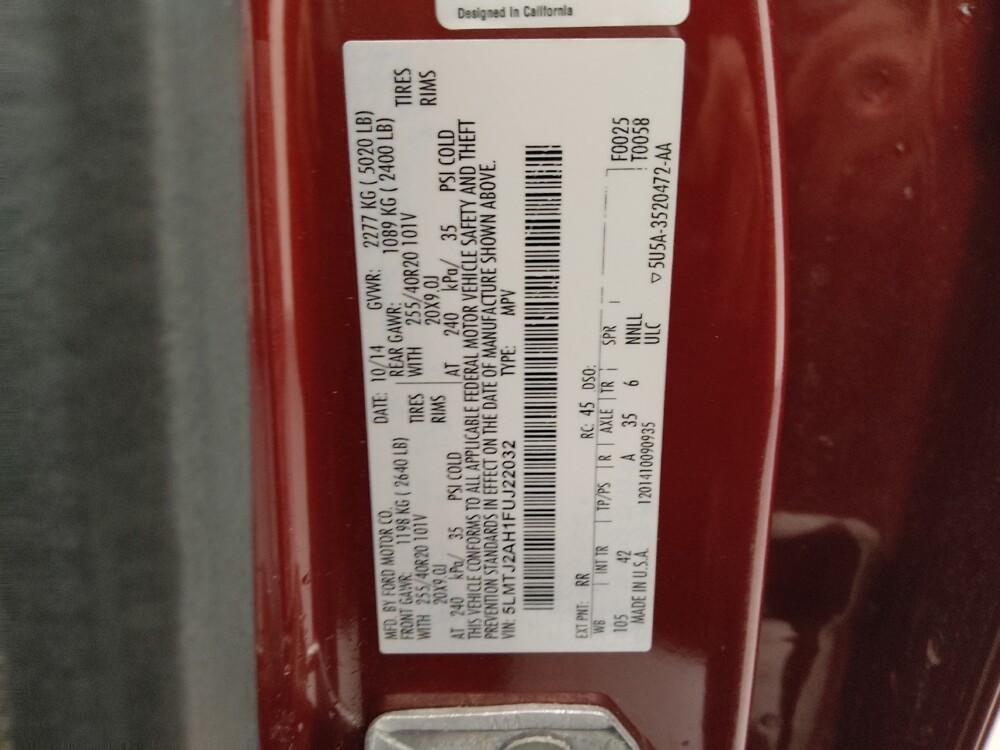 Designed In California
MFD. BY FORD MOTOR CO. DATE: 10/14 GVWR: 2277 KG ( 5020 LB)
FRONT GAWR: 1198 KG ( 2640 LB) REAR GAWR: 1089 KG ( 2400 LB)
WITH 255/40R20 101V TIRES WITH 255/40R20 101V TIRES
20X9.0J RIMS 20X9.0J RIMS
AT 240 kPa/ 35 PSI COLD AT 240 kPa/ 35 PSI COLD
THIS VEHICLE CONFORMS TO ALL APPLICABLE FEDERAL MOTOR VEHICLE SAFETY AND THEFT
PREVENTION STANDARDS IN EFFECT ON THE DATE OF MANUFACTURE SHOWN ABOVE.
VIN: 5LMTJ2AH1FUJ22032 TYPE: MPV
EXT PNT: RR RC: 45 DSO:
WB INT TR TP/PS R AXLE TR SPR F0025
105 42 A 35 6 NNLL T0058
ULC
MADE IN U.S.A. 1201410090935 ▽5U5A-3520472-AA